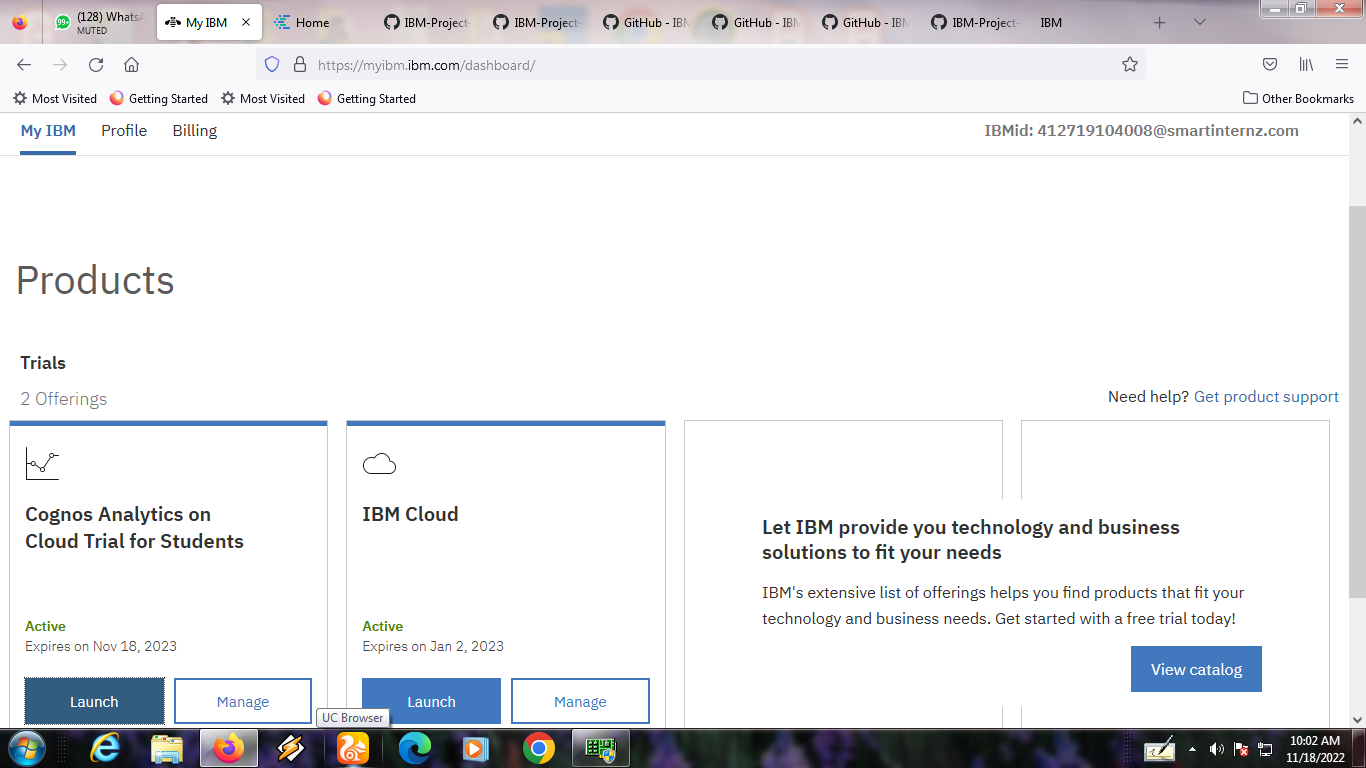 (128) Whats
MUTED
My IBM
Home
IBM-Project-
IBM-Project-
GitHub - IBM
GitHub - IBM
GitHub - IBM
IBM-Project-
IBM
https://myibm.ibm.com/dashboard/
Most Visited
Getting Started
Most Visited
Getting Started
Other Bookmarks
My IBM
Profile
Billing
IBMid: 412719104008@smartinternz.com
Products
Trials
2 Offerings
Need help? Get product support
Cognos Analytics on
Cloud Trial for Students
Active
Expires on Nov 18, 2023
Launch
Manage
IBM Cloud
Active
Expires on Jan 2, 2023
Launch
Manage
Let IBM provide you technology and business
solutions to fit your needs
IBM's extensive list of offerings helps you find products that fit your
technology and business needs. Get started with a free trial today!
View catalog
UC Browser
10:02 AM
11/18/2022